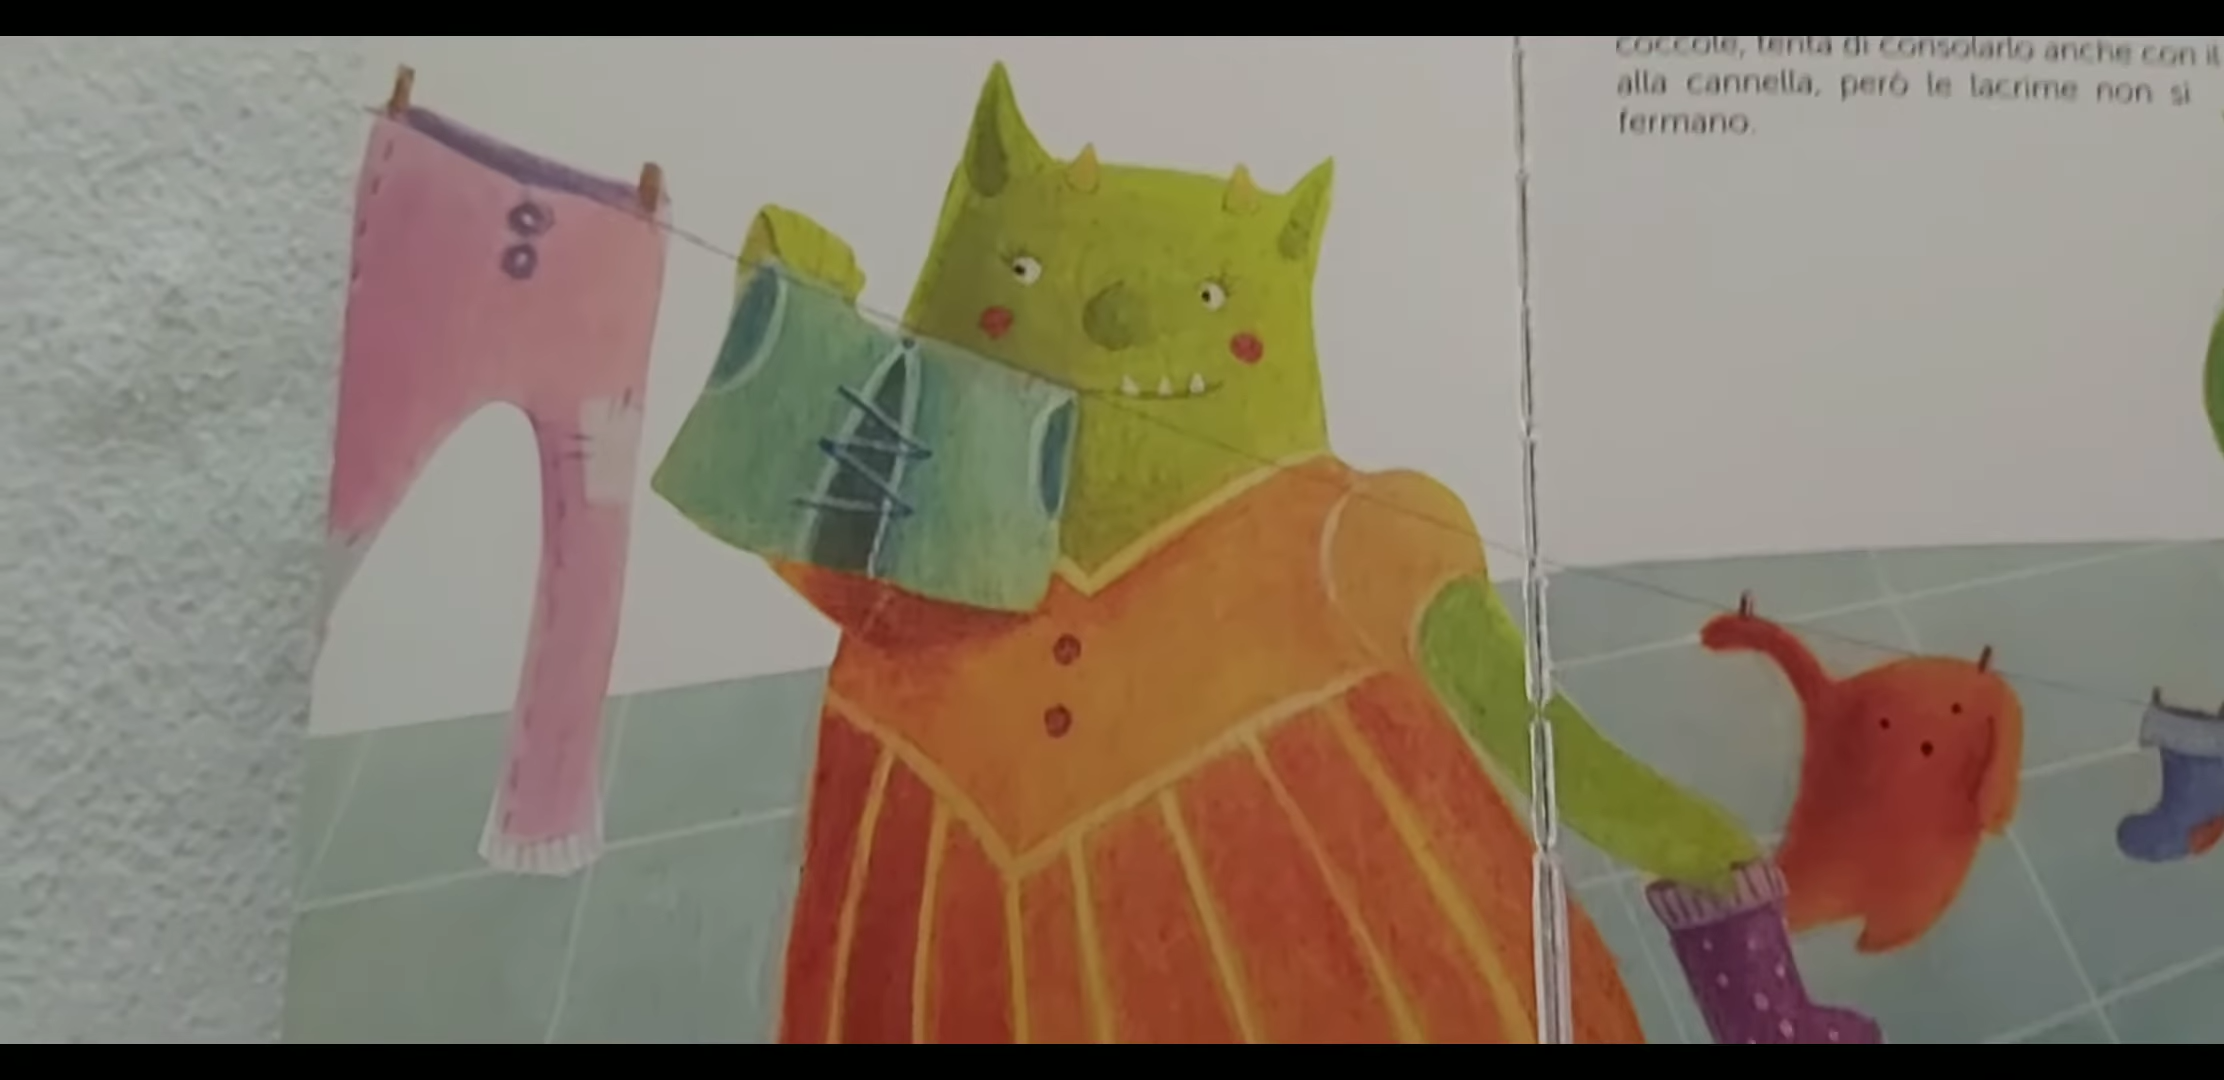 coccole, tenta di consolarlo anche con il
alla cannella, però le lacrime non si
fermano.